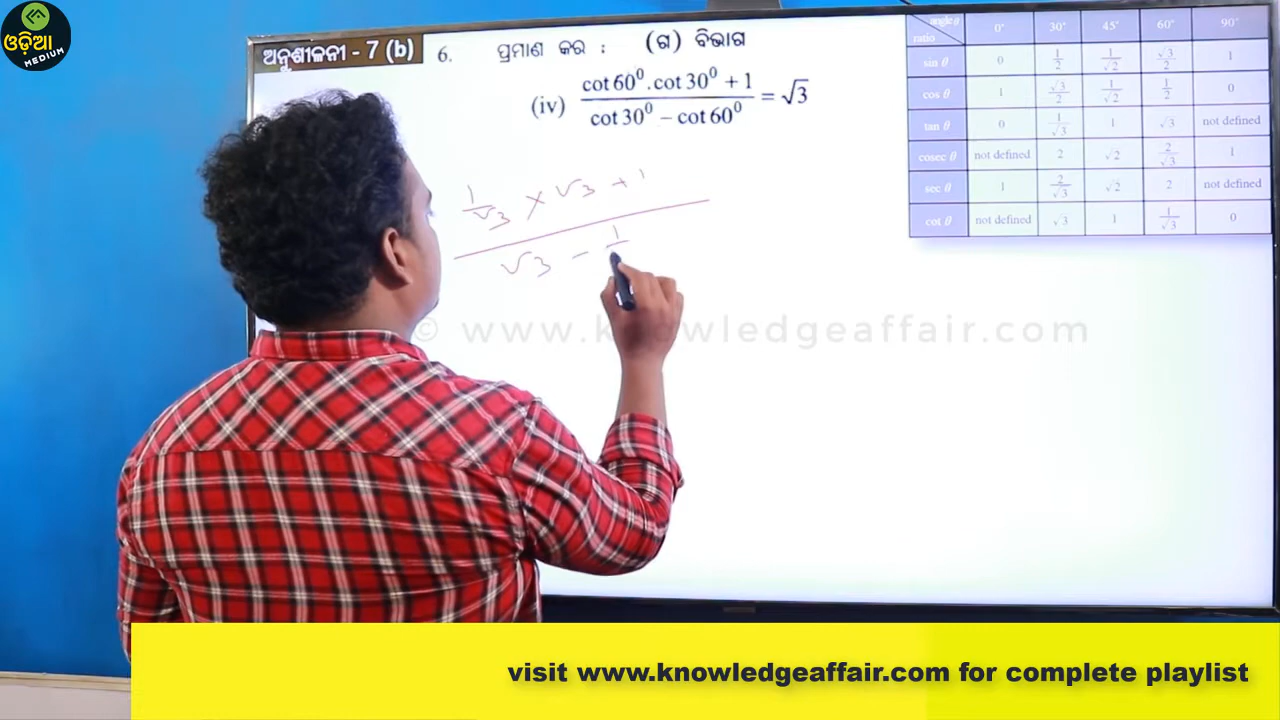 ଓଡ଼ିଆ
MEDIUM
ଅନୁଶୀଳନୀ - 7 (b)
6. ପ୍ରମାଣ କର : (ଗ) ବିଭାଗ
(iv) (cot 60⁰ . cot 30⁰ + 1) / (cot 30⁰ − cot 60⁰) = √3
1/√3 × √3 + 1
√3 − 1
angle θ ratio 0° 30° 45° 60° 90°
sin θ 0 1/2 1/√2 √3/2 1
cos θ 1 √3/2 1/√2 1/2 0
tan θ 0 1/√3 1 √3 not defined
cosec θ not defined 2 √2 2/√3 1
sec θ 1 2/√3 √2 2 not defined
cot θ not defined √3 1 1/√3 0
© www.knowledgeaffair.com
visit www.knowledgeaffair.com for complete playlist